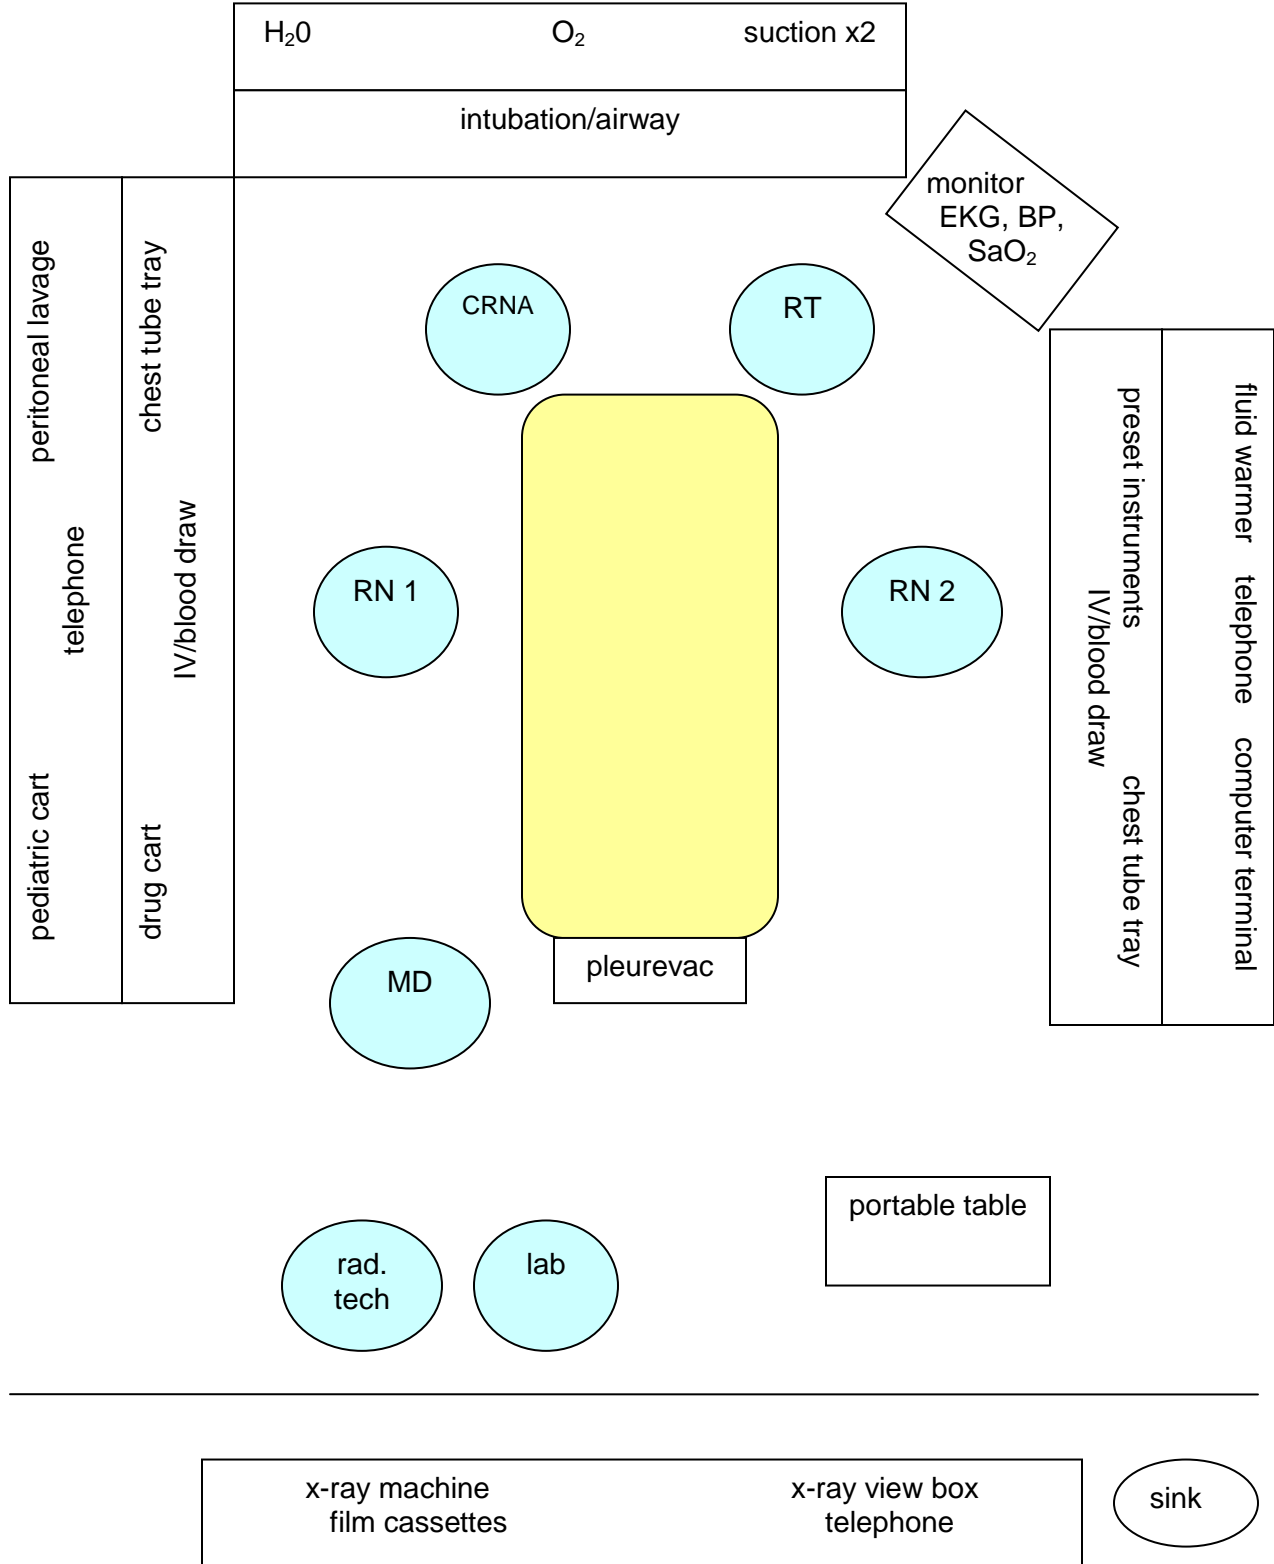 H₂0 O₂ suction x2
intubation/airway
monitor
EKG, BP,
SaO₂
peritoneal lavage
telephone
pediatric cart
chest tube tray
IV/blood draw
drug cart
CRNA
RT
RN 1
RN 2
preset instruments
IV/blood draw
chest tube tray
fluid warmer telephone computer terminal
MD
pleurevac
portable table
rad.
tech
lab
x-ray machine
film cassettes
x-ray view box
telephone
sink